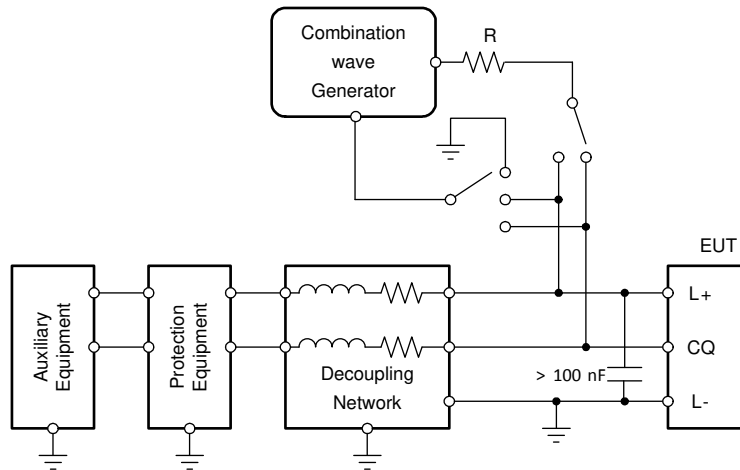 Combination
wave
Generator
R
EUT
L+
CQ
L-
> 100 nF
Auxiliary
Equipment
Protection
Equipment
Decoupling
Network